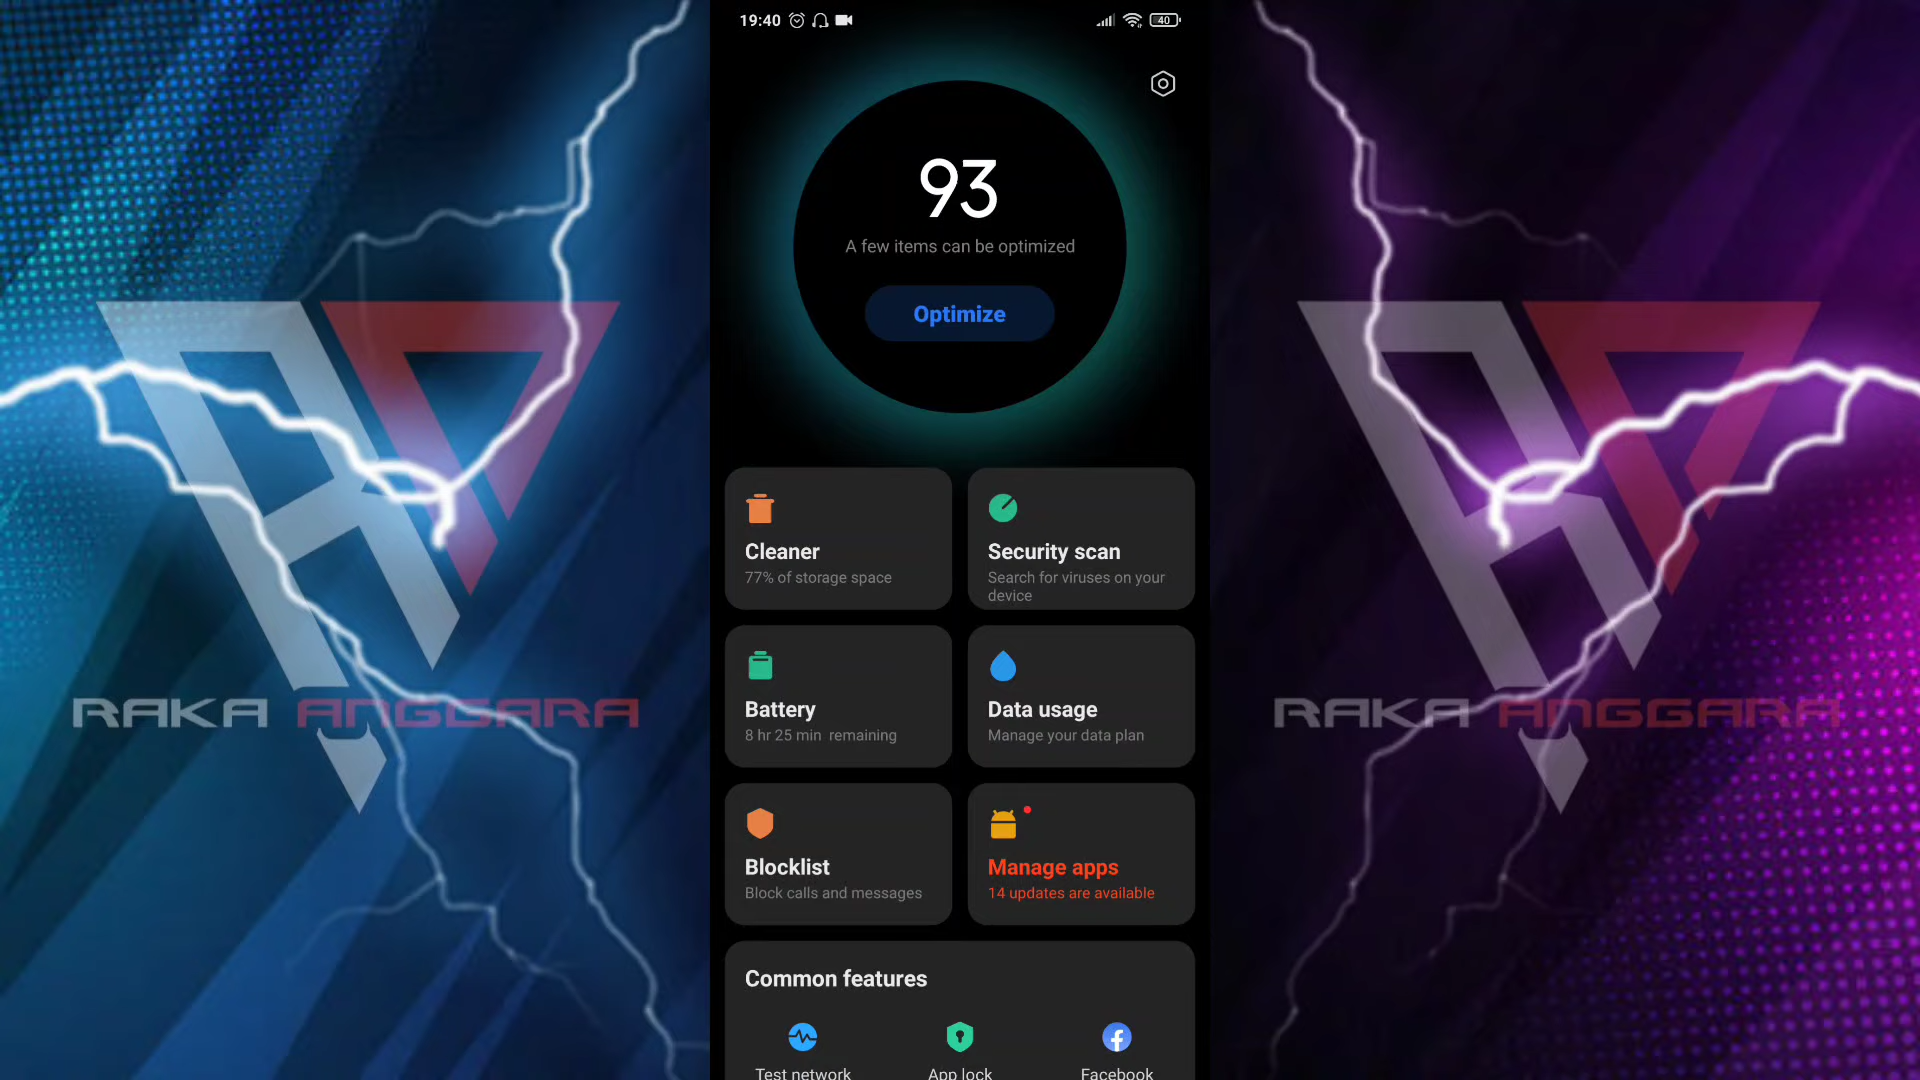 19:40
40
93
A few items can be optimized
Optimize
Cleaner
77% of storage space
Security scan
Search for viruses on your
device
Battery
8 hr 25 min remaining
Data usage
Manage your data plan
Blocklist
Block calls and messages
Manage apps
14 updates are available
Common features
Test network
App lock
Facebook
RAKA ANGGARA
RAKA ANGGARA